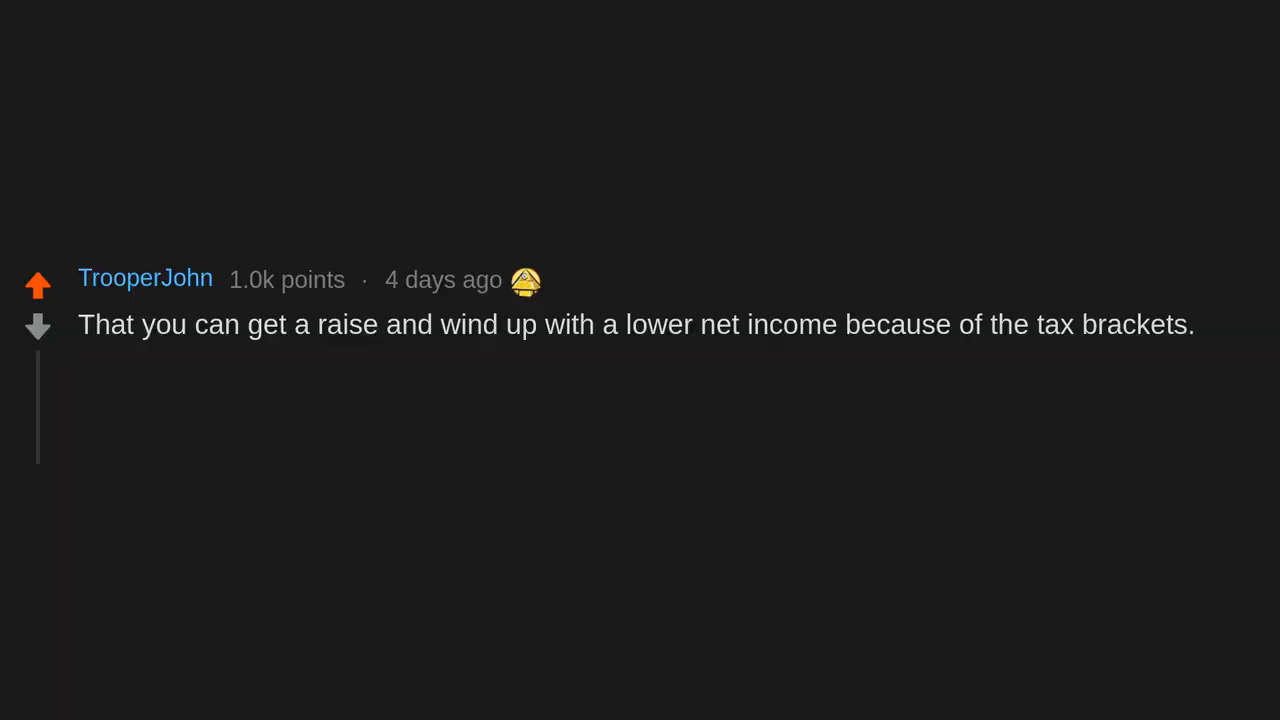 TrooperJohn 1.0k points · 4 days ago
That you can get a raise and wind up with a lower net income because of the tax brackets.